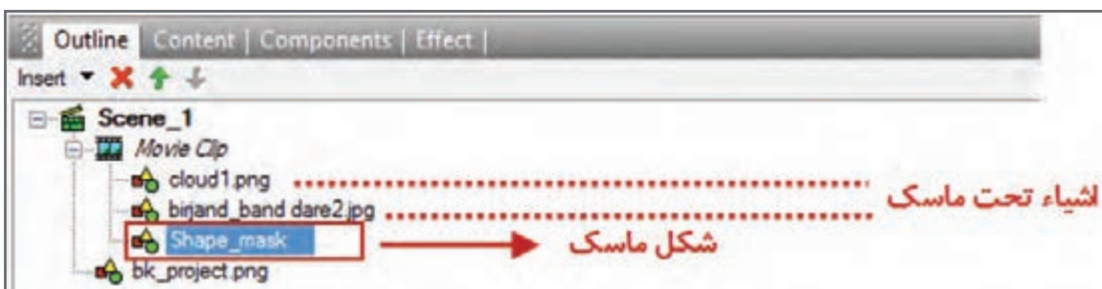 Outline | Content | Components | Effect |
Insert
Scene_1
Movie Clip
cloud1.png
birjand_band dare2.jpg
اشیاء تحت ماسک
Shape_mask
شکل ماسک
bk_project.png